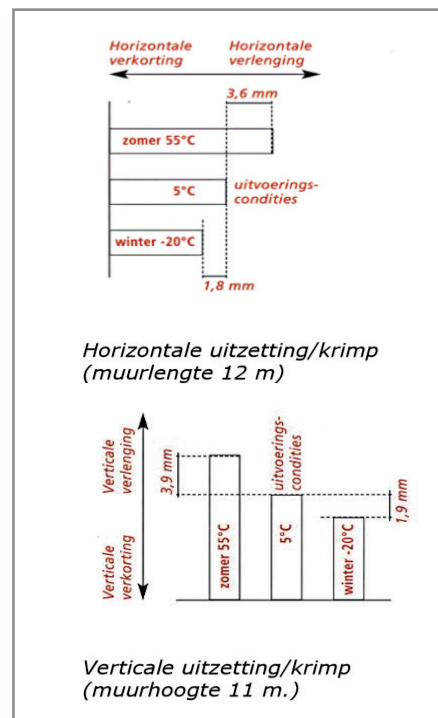 Horizontale
verkorting
Horizontale
verlenging
3,6 mm
zomer 55°C
5°C
uitvoerings-
condities
winter -20°C
1,8 mm
Horizontale uitzetting/krimp
(muurlengte 12 m)
Verticale
verlenging
Verticale
verkorting
3,9 mm
zomer 55°C
uitvoerings-
condities
5°C
winter -20°C
1,9 mm
Verticale uitzetting/krimp
(muurhoogte 11 m.)